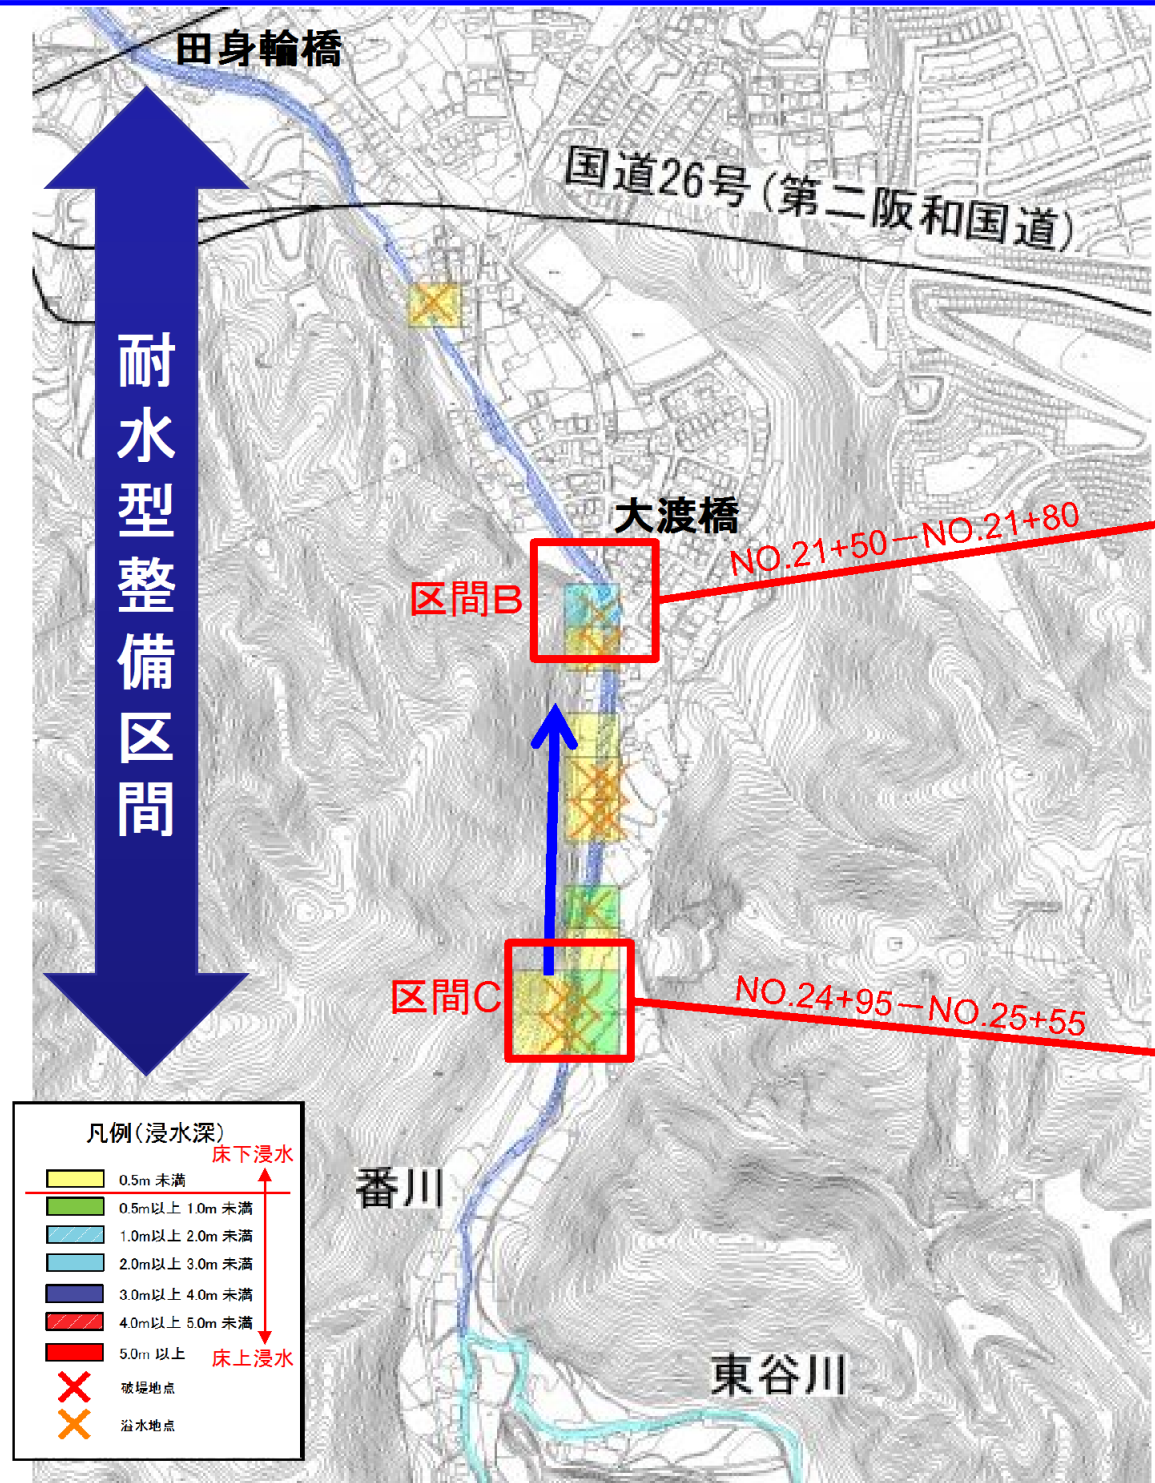 田身輪橋
国道26号(第二阪和国道)
耐水型整備区間
大渡橋
NO.21+50－NO.21+80
区間B
区間C
NO.24+95－NO.25+55
番川
東谷川
凡例(浸水深)
床下浸水
0.5m 未満
0.5m以上 1.0m 未満
1.0m以上 2.0m 未満
2.0m以上 3.0m 未満
3.0m以上 4.0m 未満
4.0m以上 5.0m 未満
5.0m 以上
床上浸水
破堤地点
溢水地点